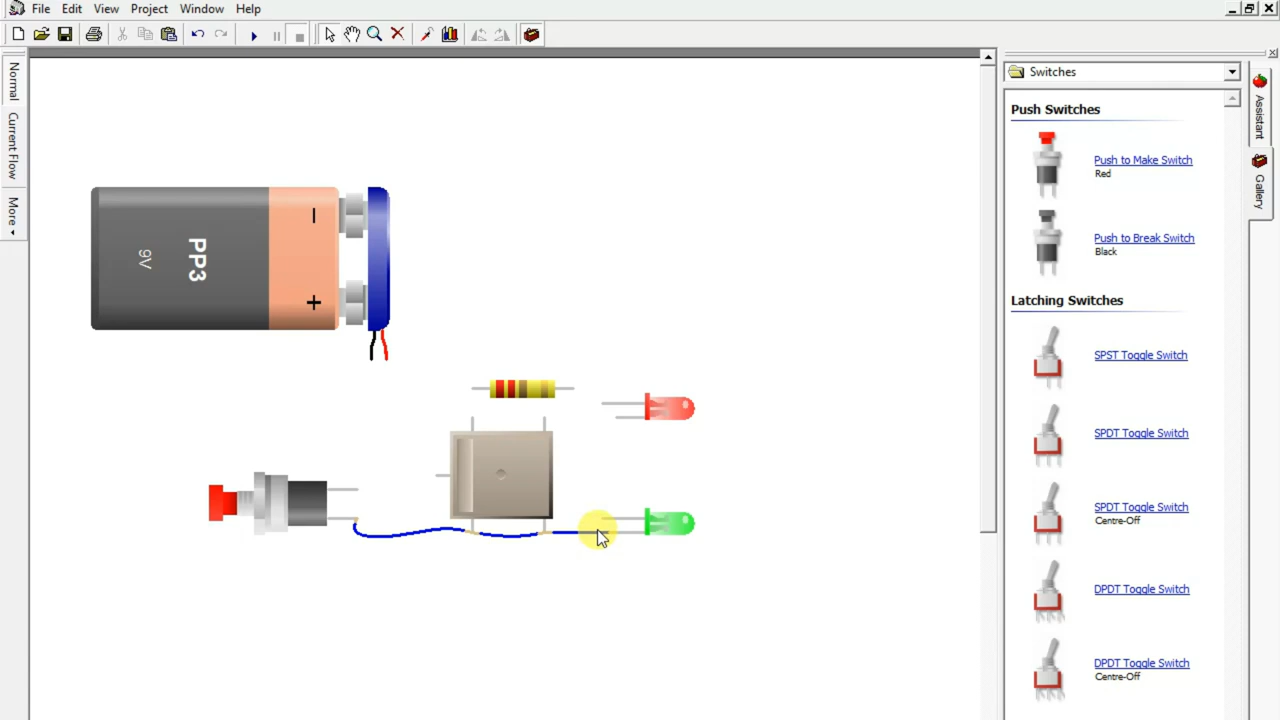 File Edit View Project Window Help
Normal
Current Flow
More
PP3
9V
−
+
Switches
Push Switches
Push to Make Switch
Red
Push to Break Switch
Black
Latching Switches
SPST Toggle Switch
SPDT Toggle Switch
SPDT Toggle Switch
Centre-Off
DPDT Toggle Switch
DPDT Toggle Switch
Centre-Off
Assistant
Gallery